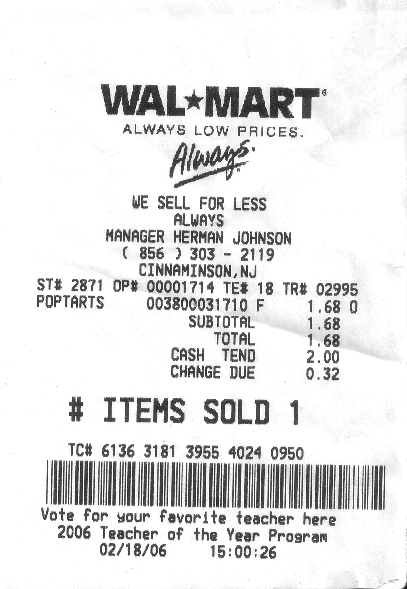 WAL★MART®
ALWAYS LOW PRICES.
Always.
WE SELL FOR LESS
ALWAYS
MANAGER HERMAN JOHNSON
( 856 ) 303 - 2119
CINNAMINSON,NJ
ST# 2871 OP# 00001714 TE# 18 TR# 02995
POPTARTS 003800031710 F 1.68 O
SUBTOTAL 1.68
TOTAL 1.68
CASH TEND 2.00
CHANGE DUE 0.32
# ITEMS SOLD 1
TC# 6136 3181 3955 4024 0950
Vote for your favorite teacher here
2006 Teacher of the Year Program
02/18/06 15:00:26